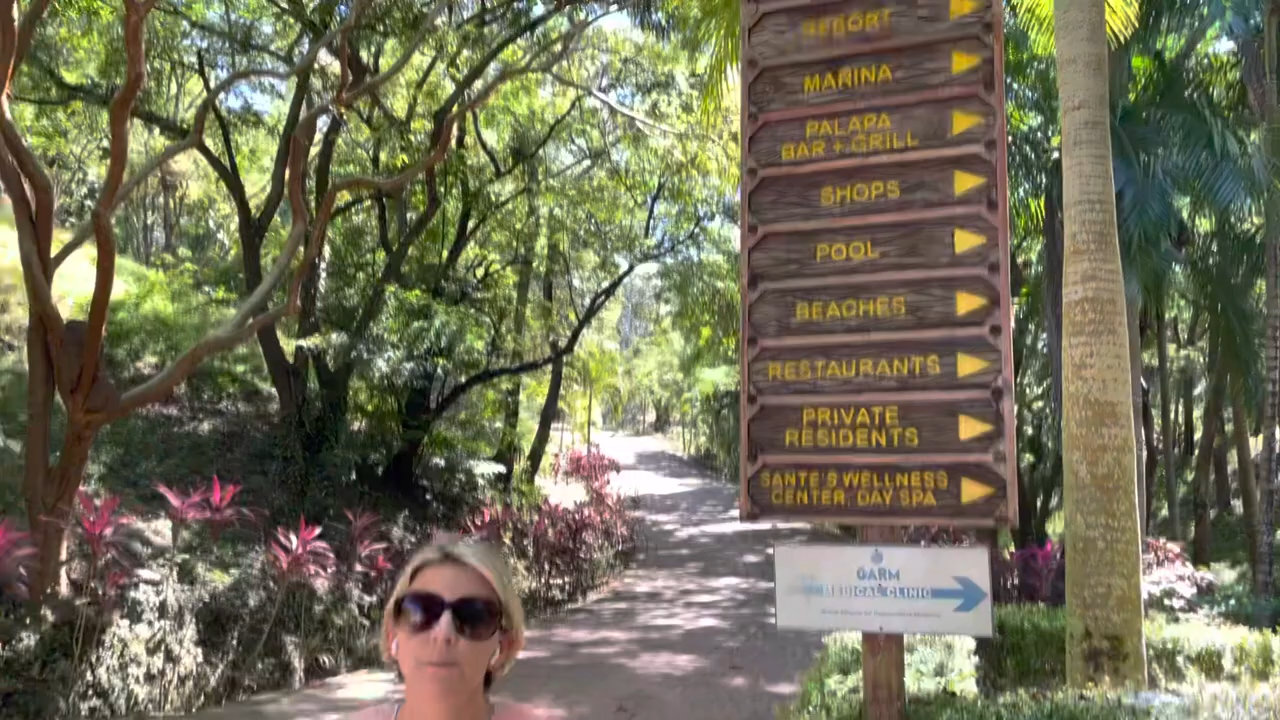 RESORT
MARINA
PALAPA
BAR + GRILL
SHOPS
POOL
BEACHES
RESTAURANTS
PRIVATE
RESIDENTS
SANTE'S WELLNESS
CENTER, DAY SPA
GARM
MEDICAL CLINIC